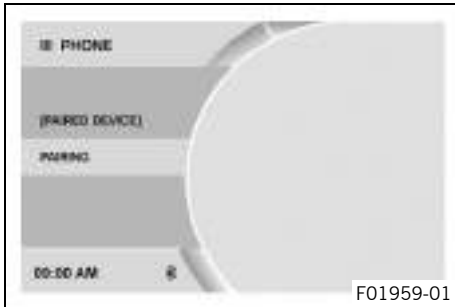 PHONE
[PAIRED DEVICE]
PAIRING
00:00 AM
F01959-01